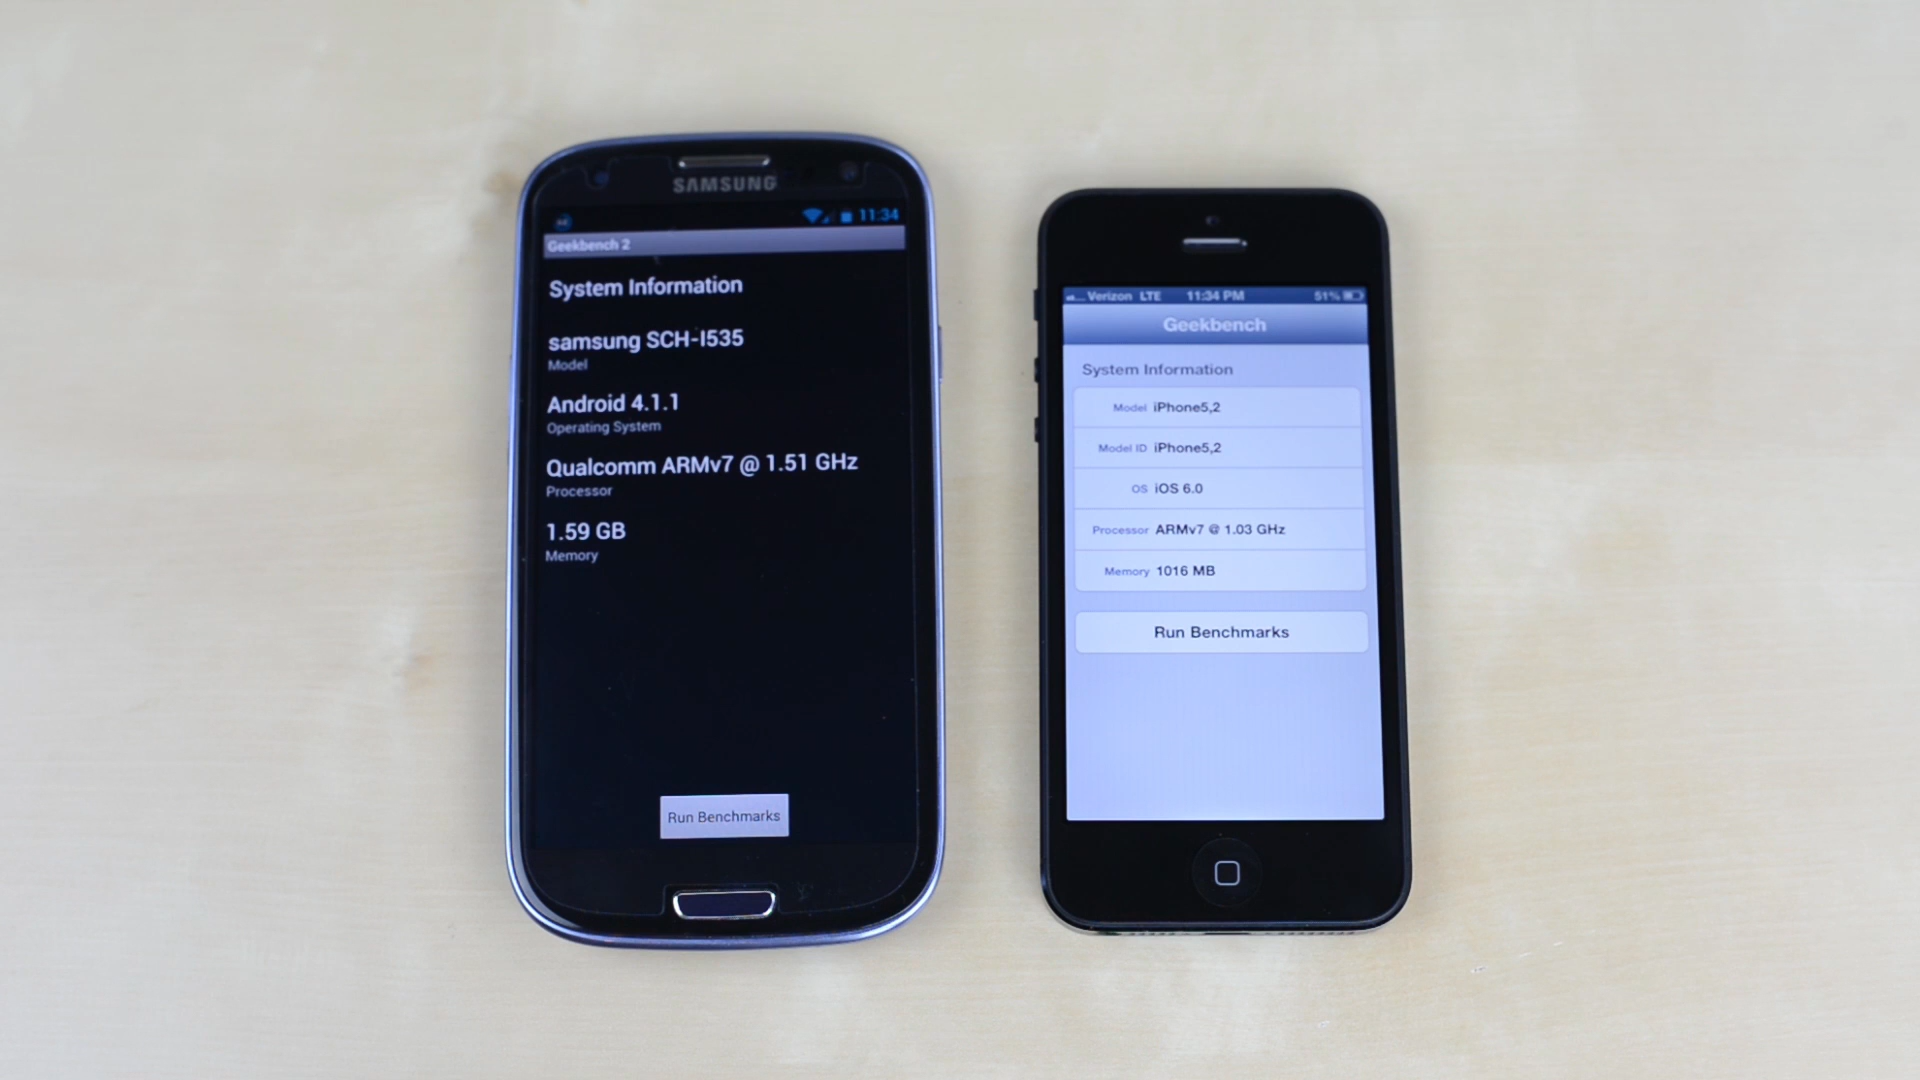 SAMSUNG
11:34
Geekbench 2
System Information
samsung SCH-I535
Model
Android 4.1.1
Operating System
Qualcomm ARMv7 @ 1.51 GHz
Processor
1.59 GB
Memory
Run Benchmarks
Verizon LTE 11:34 PM 51%
Geekbench
System Information
Model iPhone5,2
Model ID iPhone5,2
OS iOS 6.0
Processor ARMv7 @ 1.03 GHz
Memory 1016 MB
Run Benchmarks